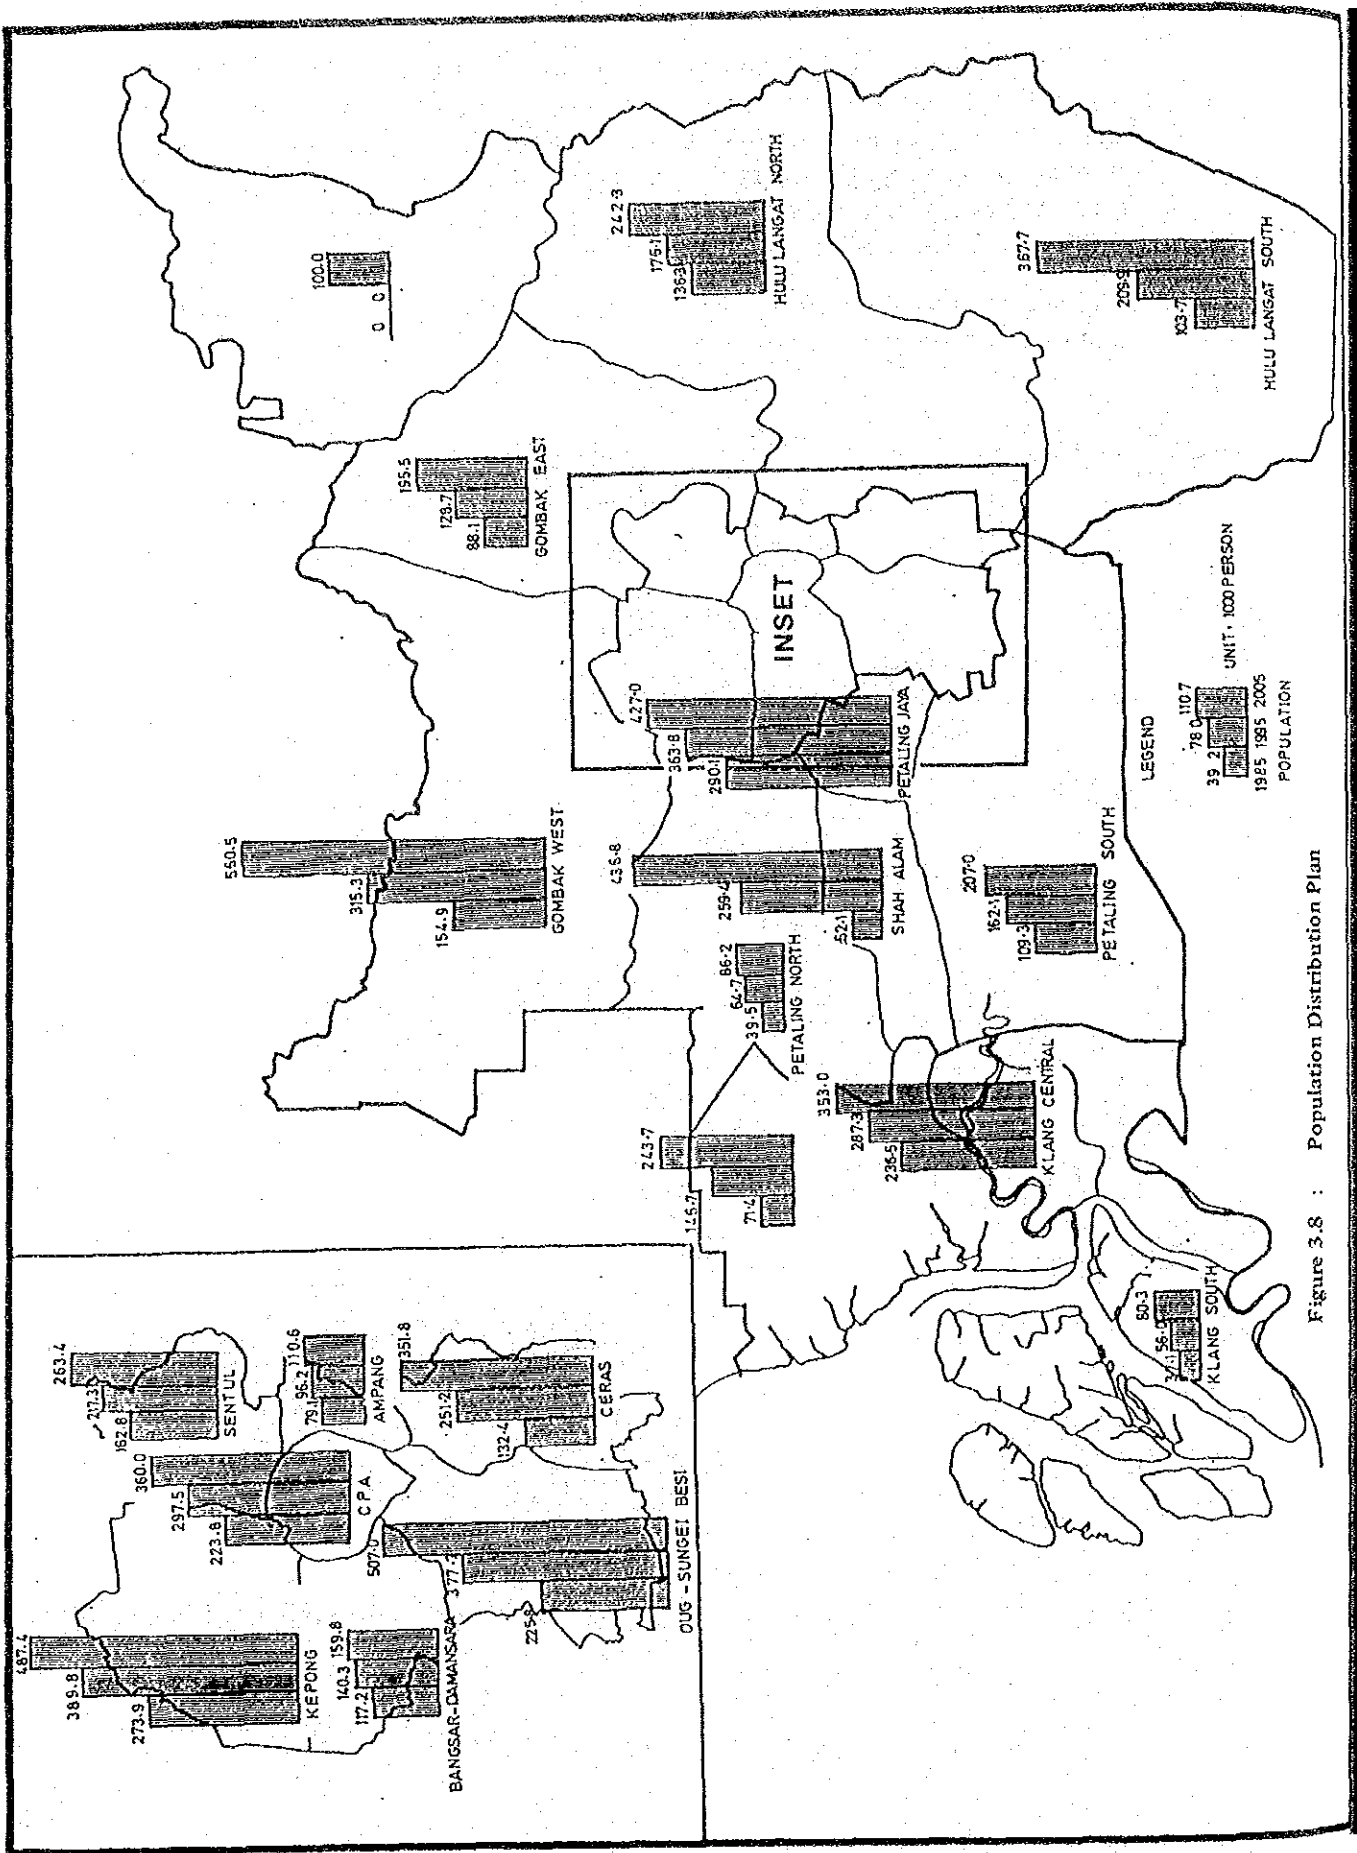 487.4
389.8
273.9
KEPONG
360.0
297.5
223.8
C P A
263.4
217.3
162.8
SENTUL
159.8
140.3
117.2
BANGSAR-DAMANSARA
110.6
96.2
79.1
AMPANG
507.0
377.2
OUG - SUNGEI BESI
351.8
251.2
132.4
CERAS
560.5
315.3
154.9
GOMBAK WEST
195.5
128.7
88.1
GOMBAK EAST
100.0
0 0
242.3
136.3
HULU LANGAT NORTH
367.7
209.9
103.7
HULU LANGAT SOUTH
INSET
427.0
363.8
290.1
PETALING JAYA
436.8
259.4
52.1
SHAH ALAM
86.2
64.7
39.5
PETALING NORTH
243.7
146.7
71.4
353.0
287.3
236.5
KLANG CENTRAL
207.0
162.1
109.3
PETALING SOUTH
80.3
56.0
37.1
KLANG SOUTH
LEGEND
39.2 78.0 110.7
UNIT : 1000 PERSON
1985 1995 2005
POPULATION
Figure 3.8 : Population Distribution Plan